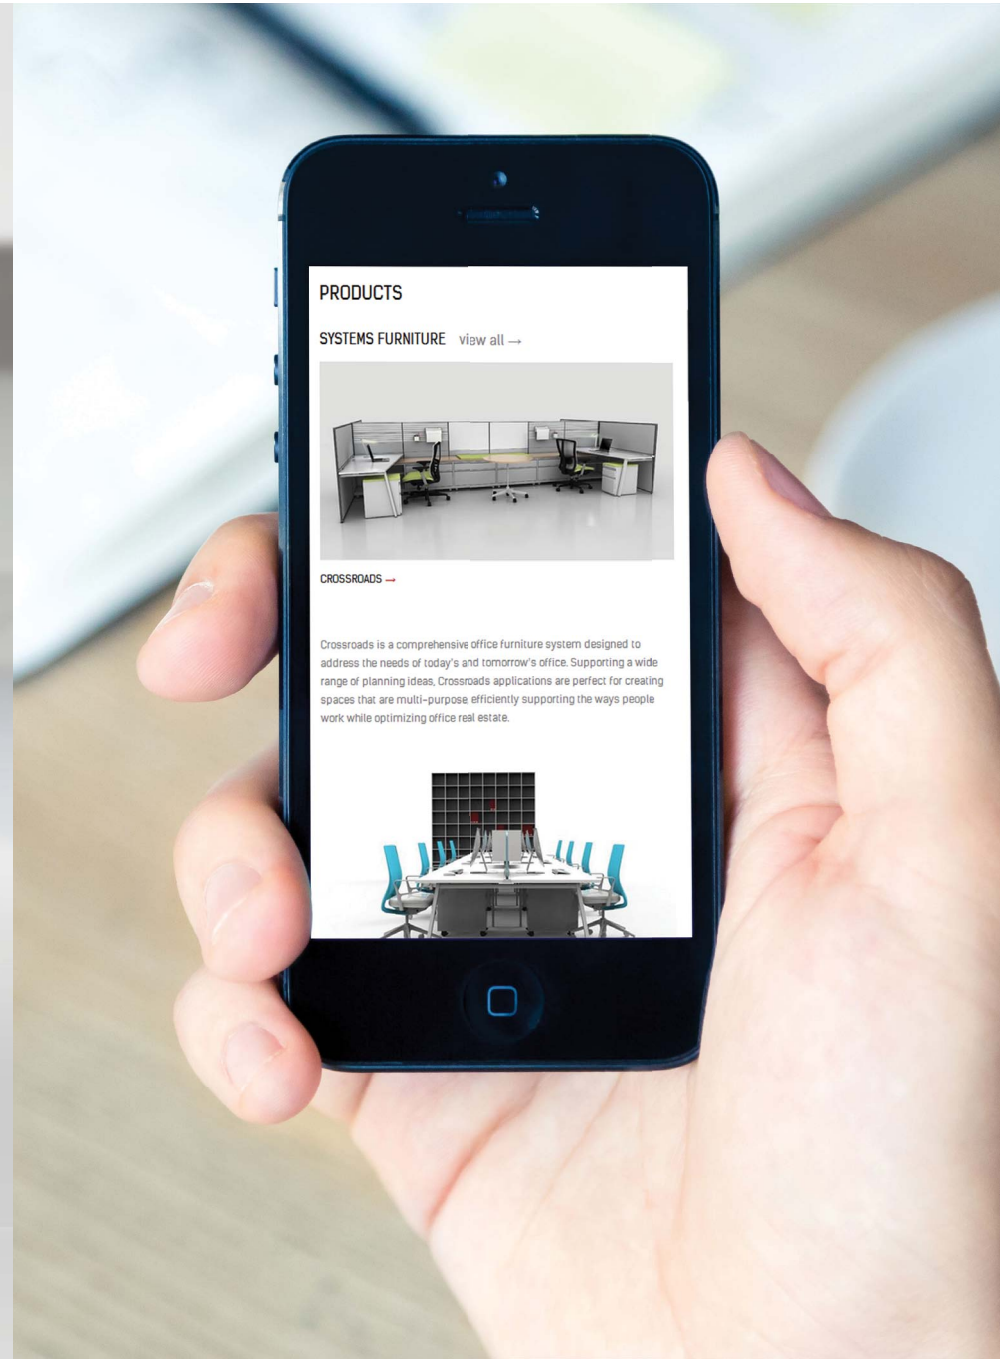 PRODUCTS
SYSTEMS FURNITURE view all →
CROSSROADS →
Crossroads is a comprehensive office furniture system designed to
address the needs of today's and tomorrow's office. Supporting a wide
range of planning ideas, Crossroads applications are perfect for creating
spaces that are multi-purpose efficiently supporting the ways people
work while optimizing office real estate.